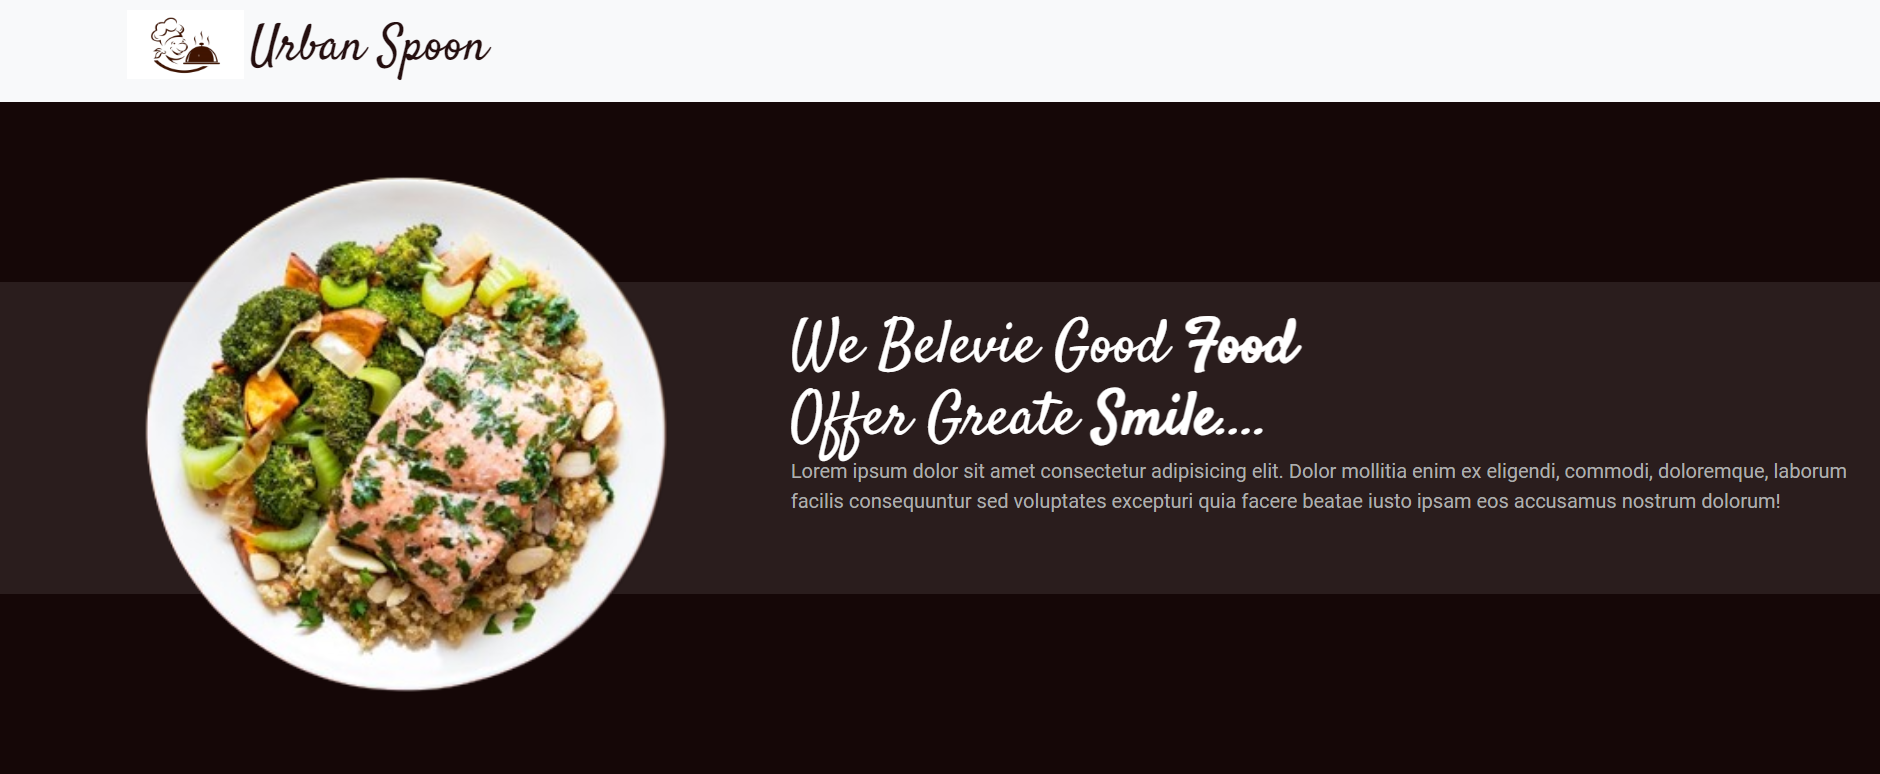 Urban Spoon
We Belevie Good Food
Offer Greate Smile....
Lorem ipsum dolor sit amet consectetur adipisicing elit. Dolor mollitia enim ex eligendi, commodi, doloremque, laborum
facilis consequuntur sed voluptates excepturi quia facere beatae iusto ipsam eos accusamus nostrum dolorum!